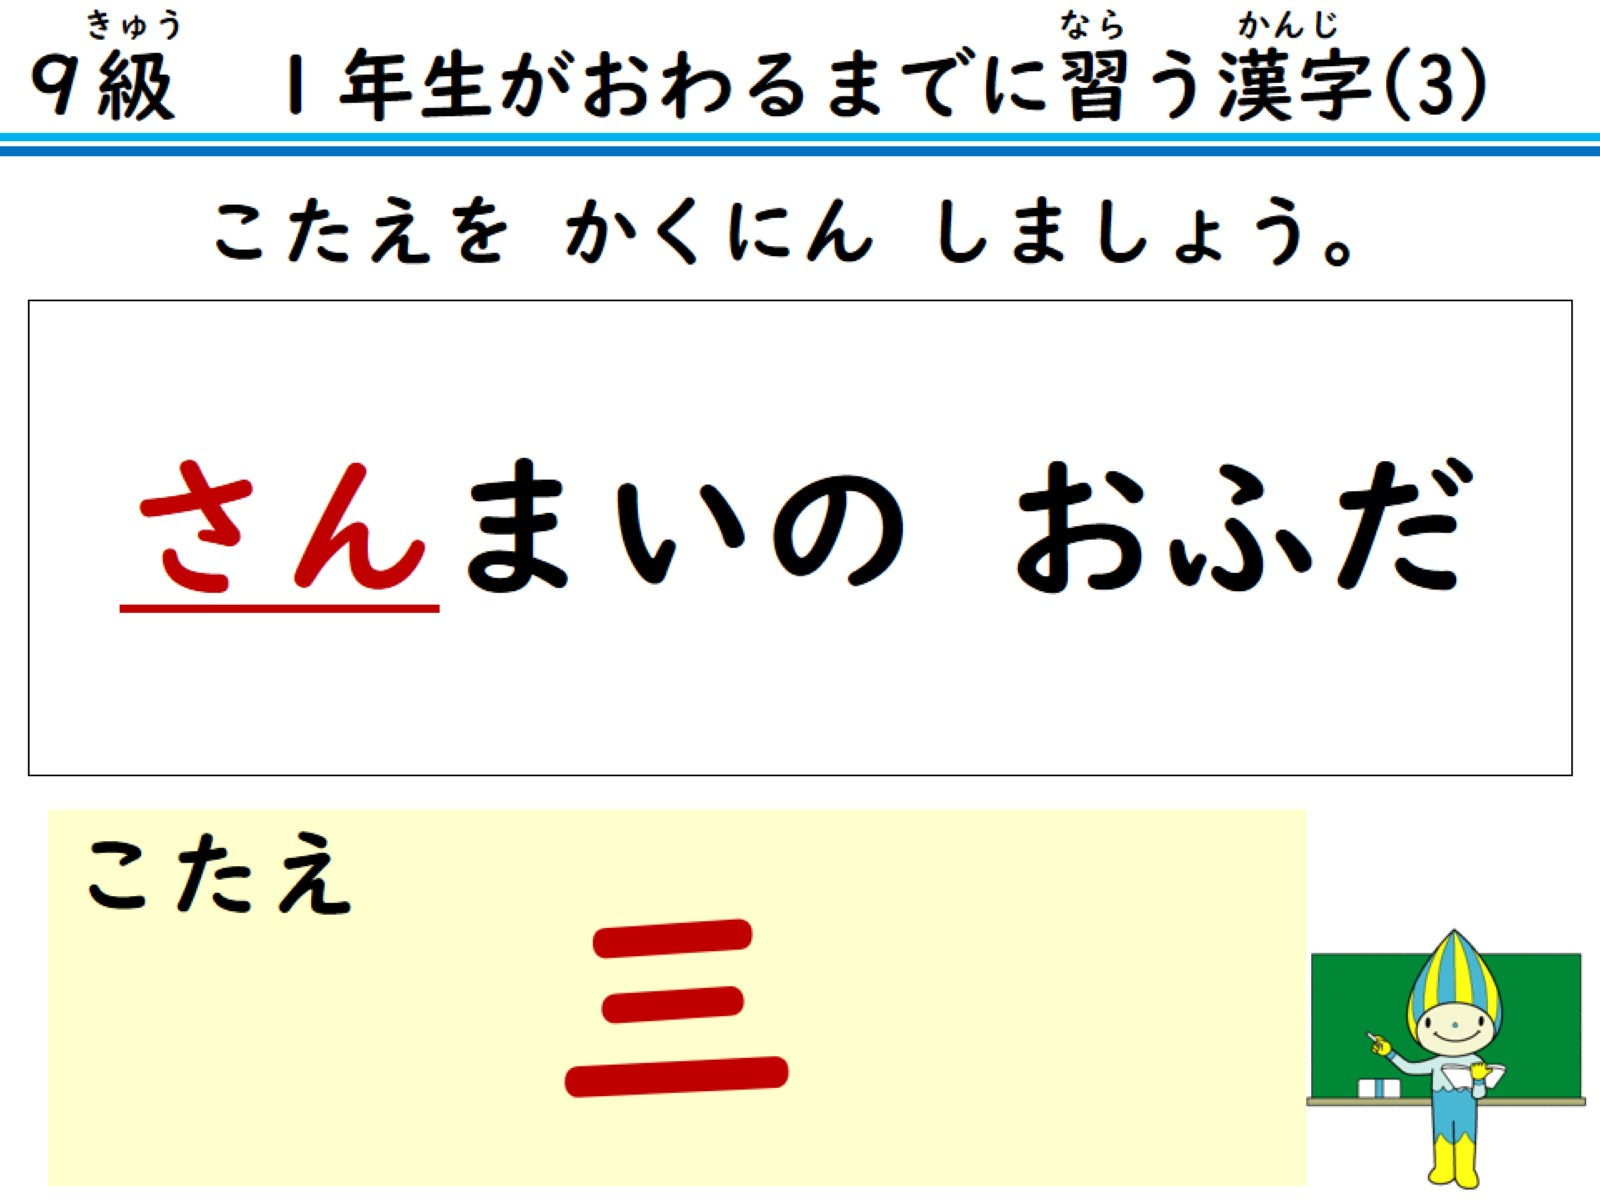 きゅう なら かんじ
9級 1年生がおわるまでに習う漢字(3)
こたえを かくにん しましょう。
さんまいの おふだ
こたえ
三